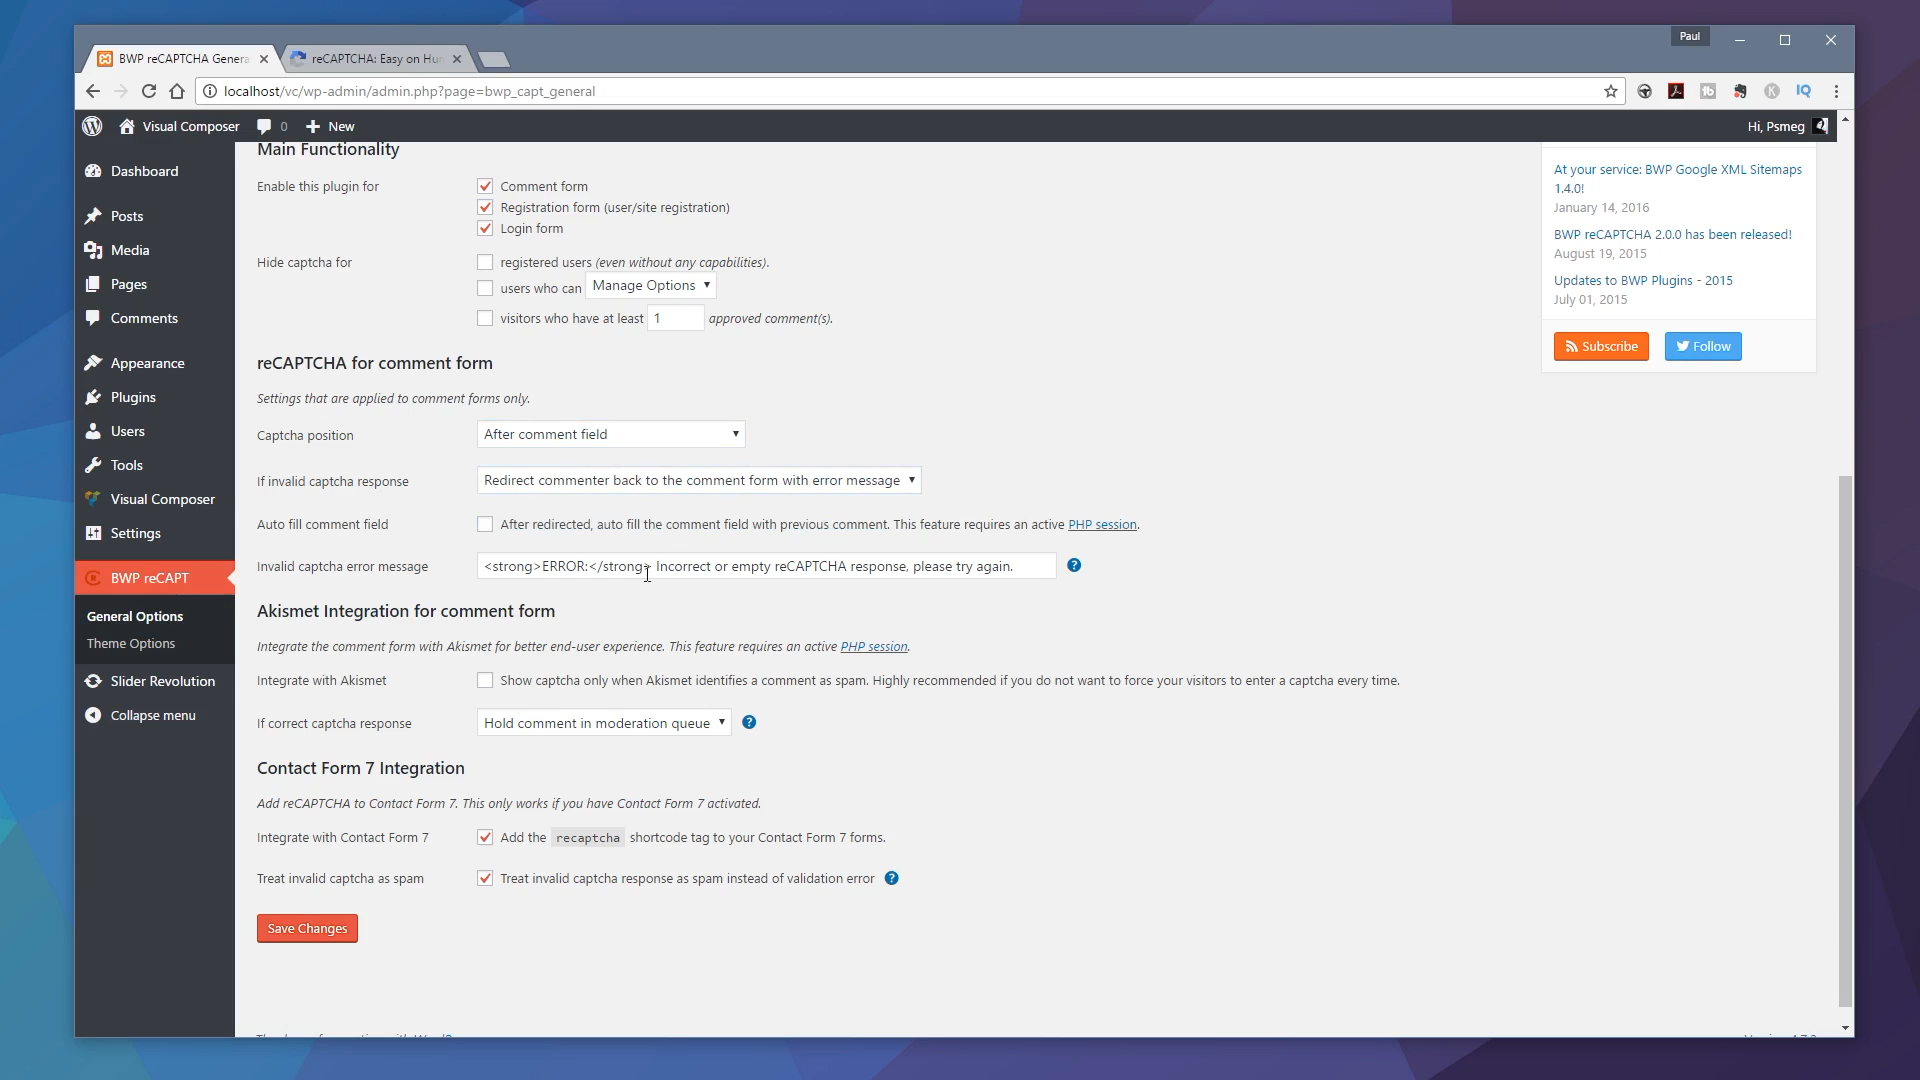 Paul
BWP reCAPTCHA Genera
reCAPTCHA: Easy on Hu
localhost/vc/wp-admin/admin.php?page=bwp_capt_general
IQ
Visual Composer 0 New
Hi, Psmeg
Dashboard
Posts
Media
Pages
Comments
Appearance
Plugins
Users
Tools
Visual Composer
Settings
BWP reCAPT
General Options
Theme Options
Slider Revolution
Collapse menu
Main Functionality
Enable this plugin for
Comment form
Registration form (user/site registration)
Login form
Hide captcha for
registered users (even without any capabilities).
users who can Manage Options
visitors who have at least 1 approved comment(s).
reCAPTCHA for comment form
Settings that are applied to comment forms only.
Captcha position After comment field
If invalid captcha response Redirect commenter back to the comment form with error message
Auto fill comment field After redirected, auto fill the comment field with previous comment. This feature requires an active PHP session.
Invalid captcha error message <strong>ERROR:</strong> Incorrect or empty reCAPTCHA response, please try again. ?
Akismet Integration for comment form
Integrate the comment form with Akismet for better end-user experience. This feature requires an active PHP session.
Integrate with Akismet Show captcha only when Akismet identifies a comment as spam. Highly recommended if you do not want to force your visitors to enter a captcha every time.
If correct captcha response Hold comment in moderation queue ?
Contact Form 7 Integration
Add reCAPTCHA to Contact Form 7. This only works if you have Contact Form 7 activated.
Integrate with Contact Form 7 Add the recaptcha shortcode tag to your Contact Form 7 forms.
Treat invalid captcha as spam Treat invalid captcha response as spam instead of validation error ?
Save Changes
At your service: BWP Google XML Sitemaps
1.4.0!
January 14, 2016
BWP reCAPTCHA 2.0.0 has been released!
August 19, 2015
Updates to BWP Plugins - 2015
July 01, 2015
Subscribe Follow